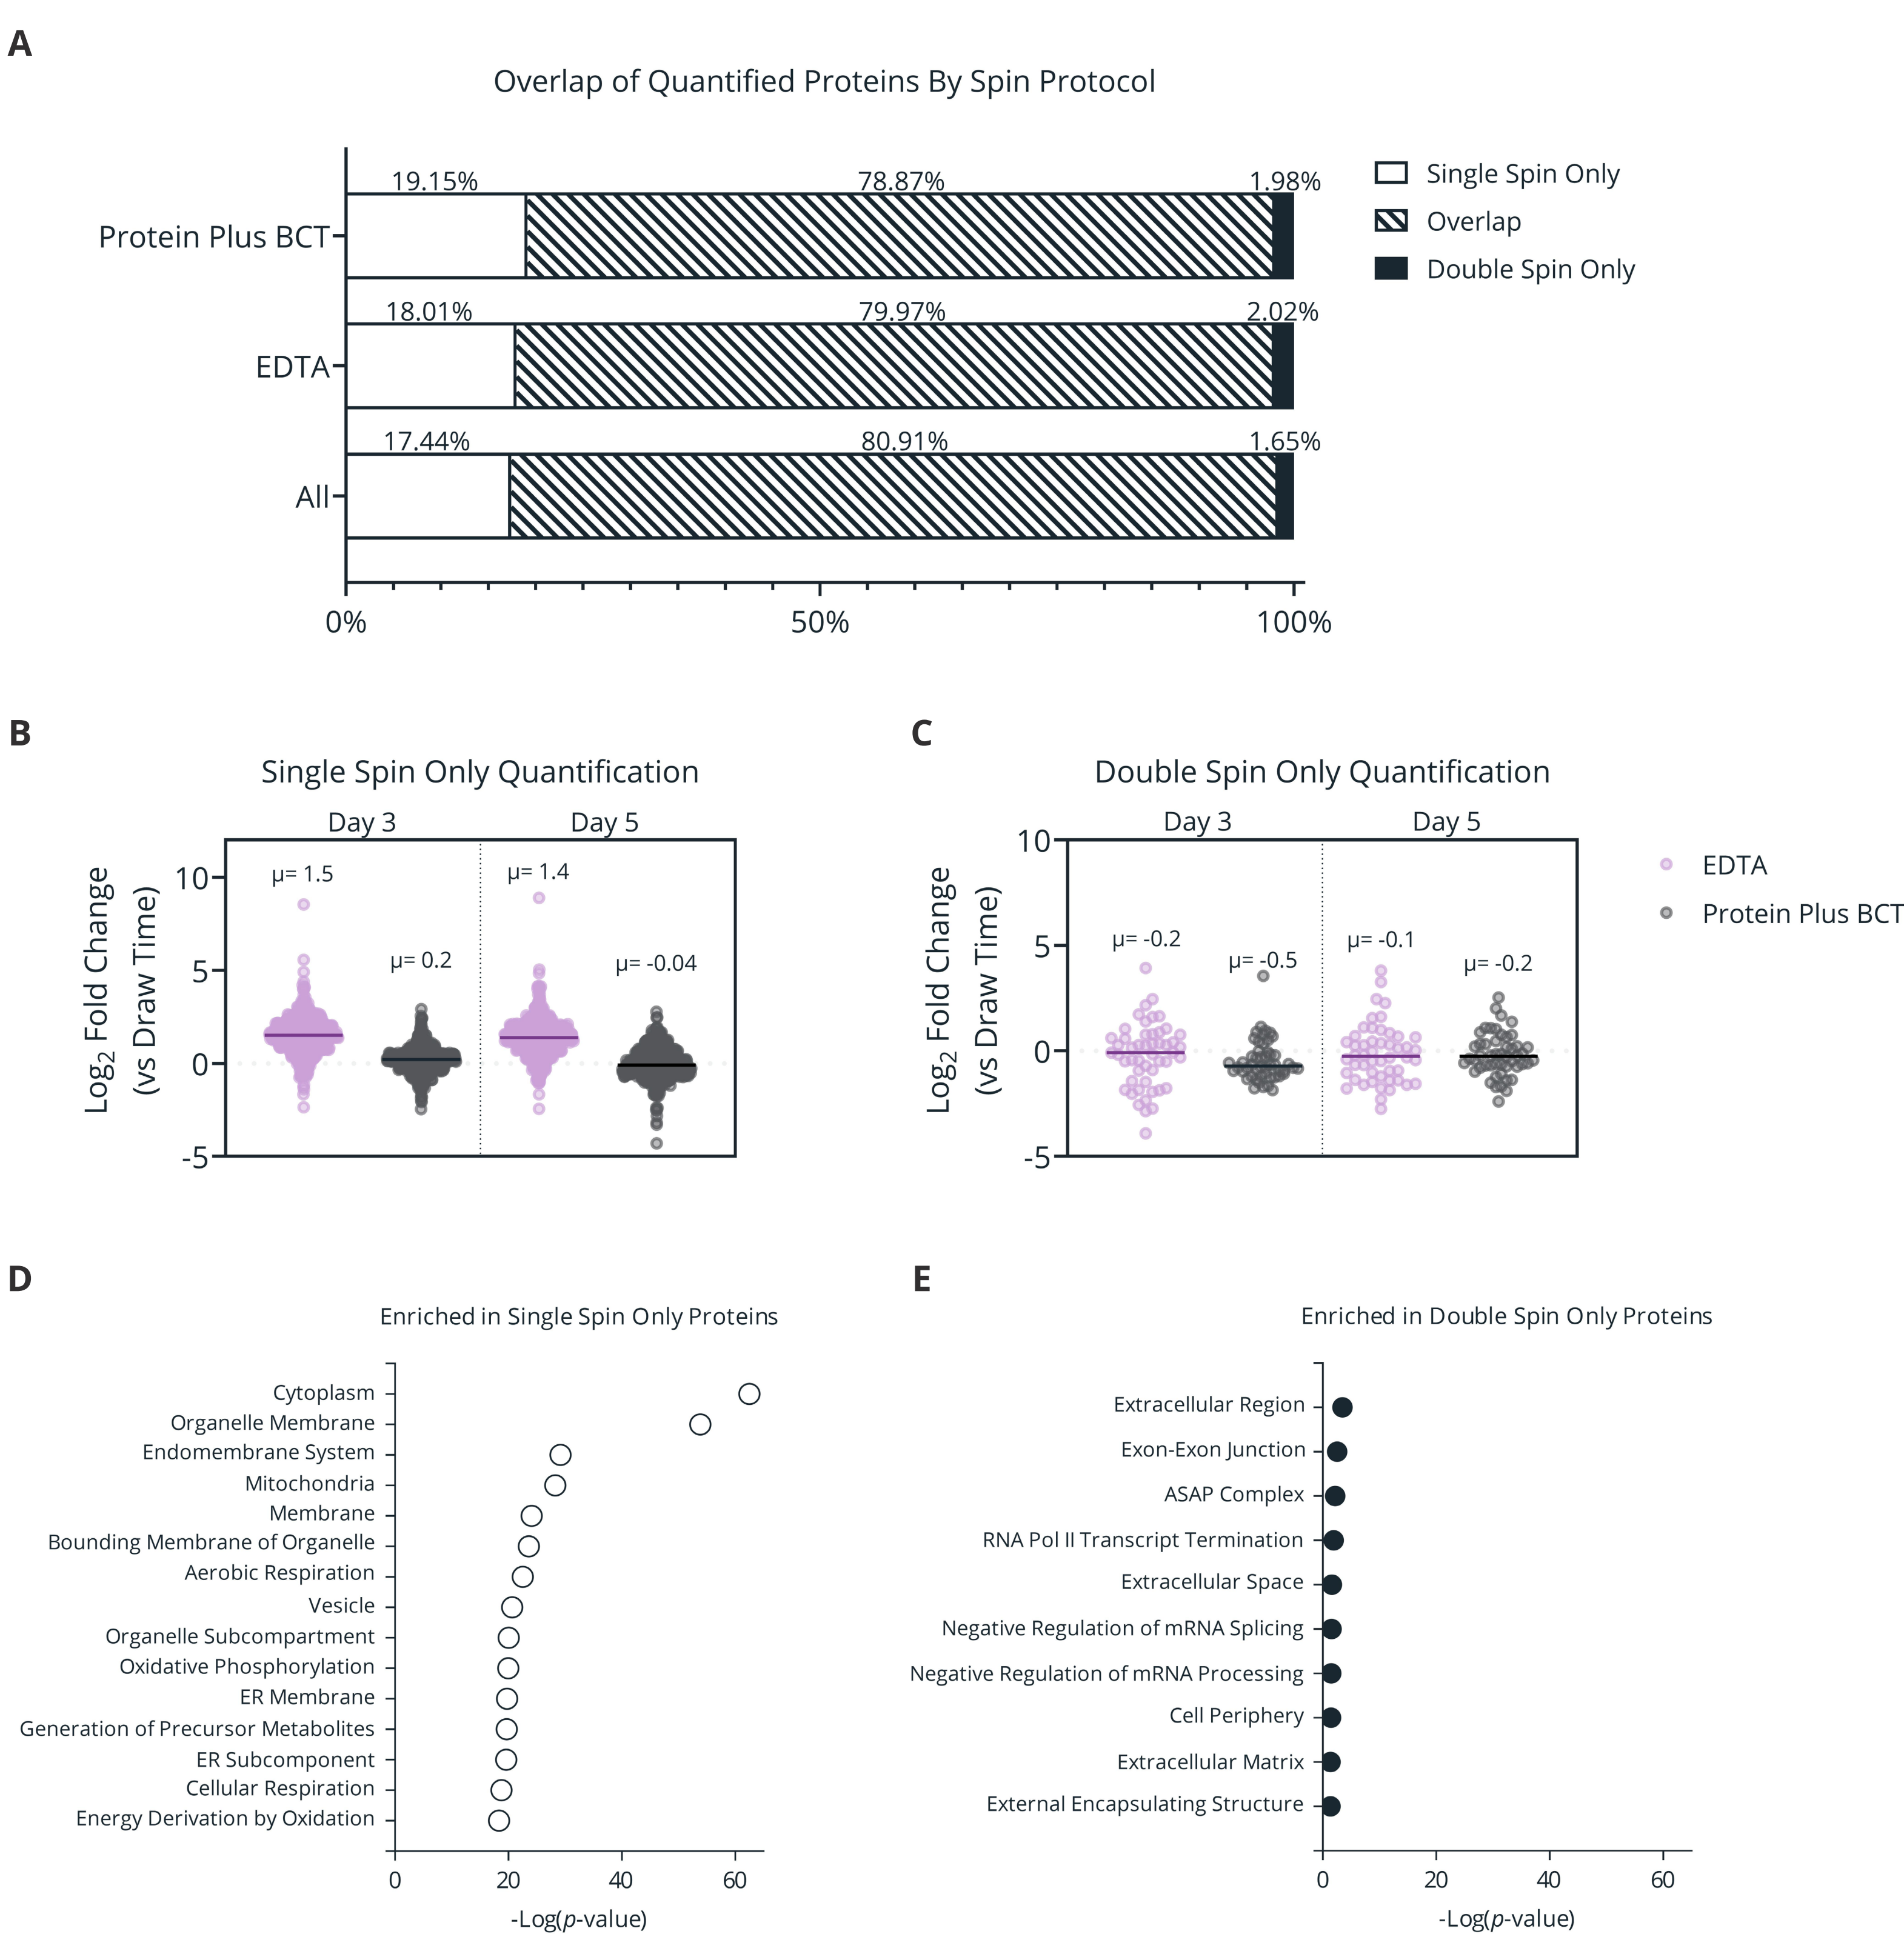 A
Overlap of Quantified Proteins By Spin Protocol
19.15% 78.87% 1.98%
Protein Plus BCT
18.01% 79.97% 2.02%
EDTA
17.44% 80.91% 1.65%
All
0% 50% 100%
Single Spin Only
Overlap
Double Spin Only
B
Single Spin Only Quantification
Day 3 Day 5
Log2 Fold Change
(vs Draw Time)
10
5
0
-5
μ= 1.5
μ= 0.2
μ= 1.4
μ= -0.04
C
Double Spin Only Quantification
Day 3 Day 5
Log2 Fold Change
(vs Draw Time)
10
5
0
-5
μ= -0.2
μ= -0.5
μ= -0.1
μ= -0.2
EDTA
Protein Plus BCT
D
Enriched in Single Spin Only Proteins
Cytoplasm
Organelle Membrane
Endomembrane System
Mitochondria
Membrane
Bounding Membrane of Organelle
Aerobic Respiration
Vesicle
Organelle Subcompartment
Oxidative Phosphorylation
ER Membrane
Generation of Precursor Metabolites
ER Subcomponent
Cellular Respiration
Energy Derivation by Oxidation
0 20 40 60
-Log(p-value)
E
Enriched in Double Spin Only Proteins
Extracellular Region
Exon-Exon Junction
ASAP Complex
RNA Pol II Transcript Termination
Extracellular Space
Negative Regulation of mRNA Splicing
Negative Regulation of mRNA Processing
Cell Periphery
Extracellular Matrix
External Encapsulating Structure
0 20 40 60
-Log(p-value)